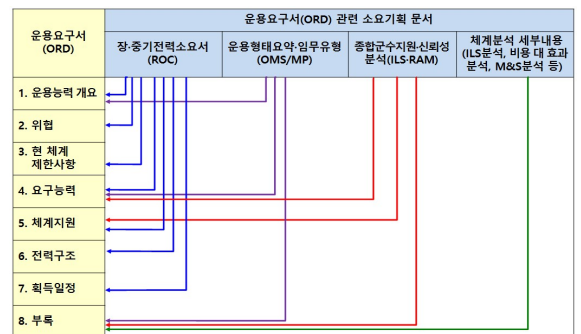 운용요구서(ORD) 관련 소요기획 문서
운용요구서
(ORD)
장·중기전력소요서
(ROC)
운용형태요약·임무유형
(OMS/MP)
종합군수지원·신뢰성
분석(ILS·RAM)
체계분석 세부내용
(ILS분석, 비용 대 효과
분석, M&S분석 등)
1. 운용능력 개요
2. 위협
3. 현 체계
제한사항
4. 요구능력
5. 체계지원
6. 전력구조
7. 획득일정
8. 부록